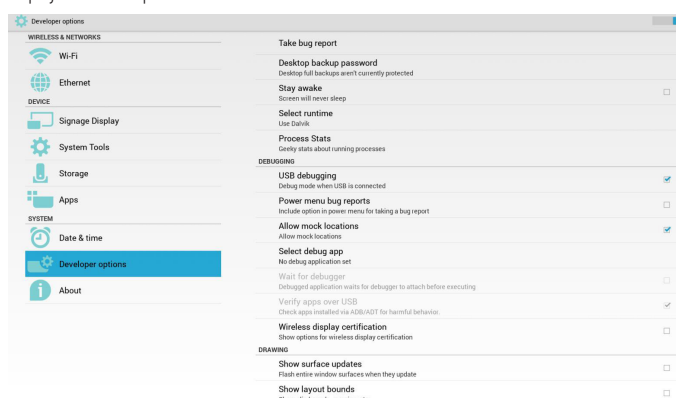 Developer options
WIRELESS & NETWORKS
Wi-Fi
Ethernet
DEVICE
Signage Display
System Tools
Storage
Apps
SYSTEM
Date & time
Developer options
About
Take bug report
Desktop backup password
Desktop full backups aren't currently protected
Stay awake
Screen will never sleep
Select runtime
Use Dalvik
Process Stats
Geeky stats about running processes
DEBUGGING
USB debugging
Debug mode when USB is connected
Power menu bug reports
Include option in power menu for taking a bug report
Allow mock locations
Allow mock locations
Select debug app
No debug application set
Wait for debugger
Debugged application waits for debugger to attach before executing
Verify apps over USB
Check apps installed via ADB/ADT for harmful behavior.
Wireless display certification
Show options for wireless display certification
DRAWING
Show surface updates
Flash entire window surfaces when they update
Show layout bounds